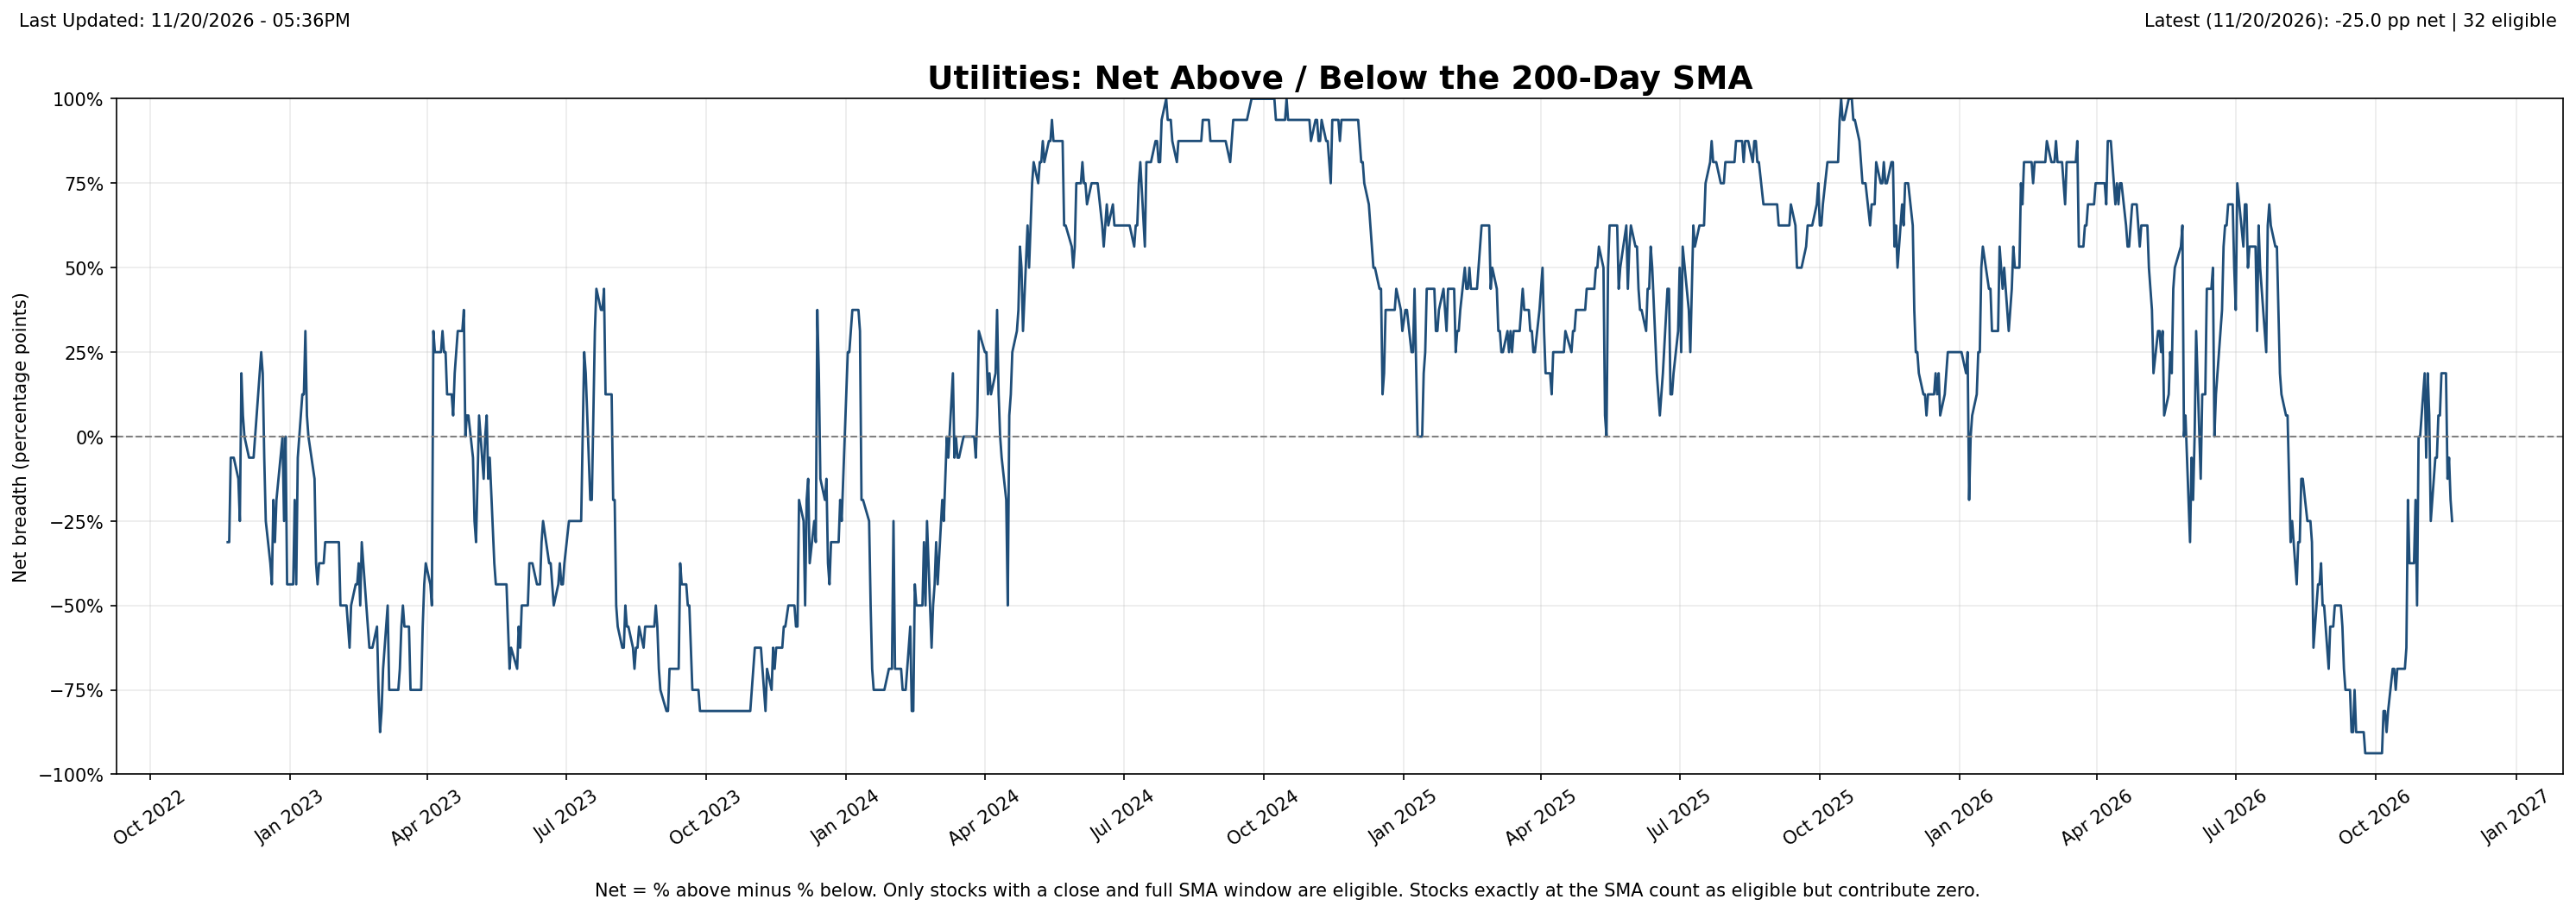 Last Updated: 11/20/2026 - 05:36PM
Latest (11/20/2026): -25.0 pp net | 32 eligible
Utilities: Net Above / Below the 200-Day SMA
Net breadth (percentage points)
100%
75%
50%
25%
0%
−25%
−50%
−75%
−100%
Oct 2022
Jan 2023
Apr 2023
Jul 2023
Oct 2023
Jan 2024
Apr 2024
Jul 2024
Oct 2024
Jan 2025
Apr 2025
Jul 2025
Oct 2025
Jan 2026
Apr 2026
Jul 2026
Oct 2026
Jan 2027
Net = % above minus % below. Only stocks with a close and full SMA window are eligible. Stocks exactly at the SMA count as eligible but contribute zero.